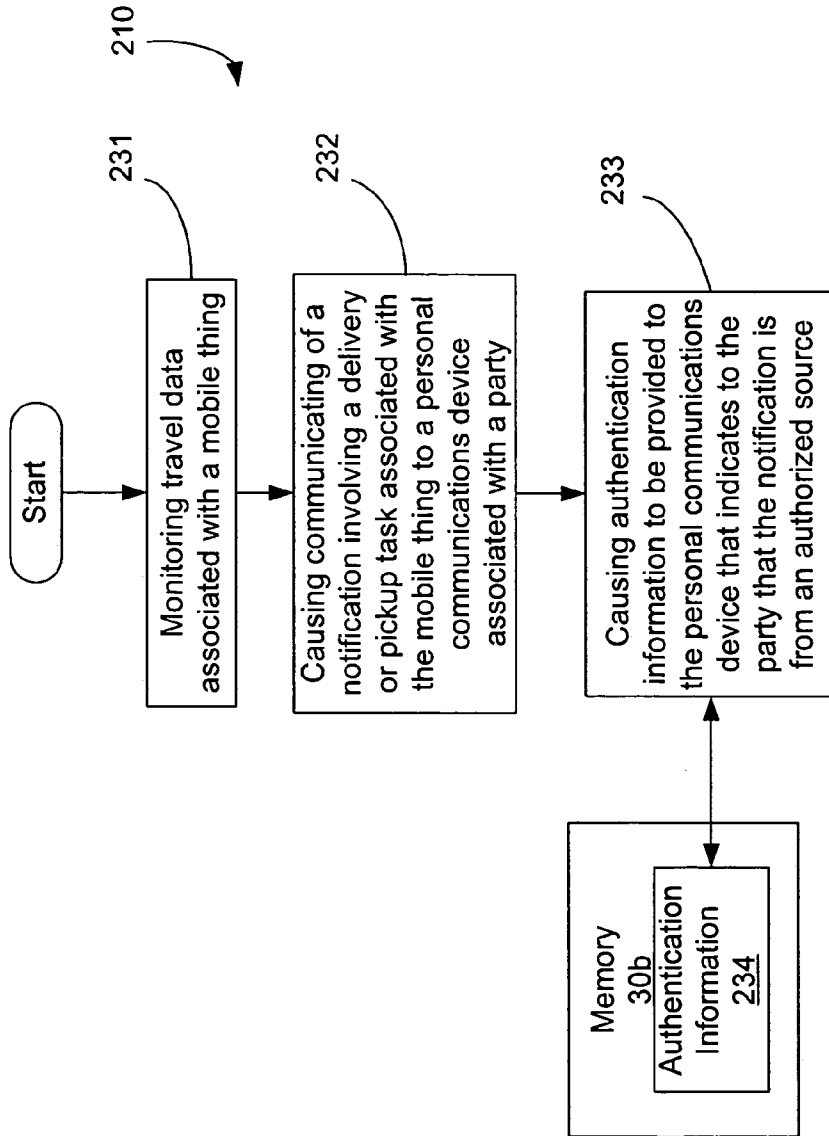 Start
210
Monitoring travel data
associated with a mobile thing
231
Causing communicating of a
notification involving a delivery
or pickup task associated with
the mobile thing to a personal
communications device
associated with a party
232
Causing authentication
information to be provided to
the personal communications
device that indicates to the
party that the notification is
from an authorized source
233
Memory
30b
Authentication
Information
234